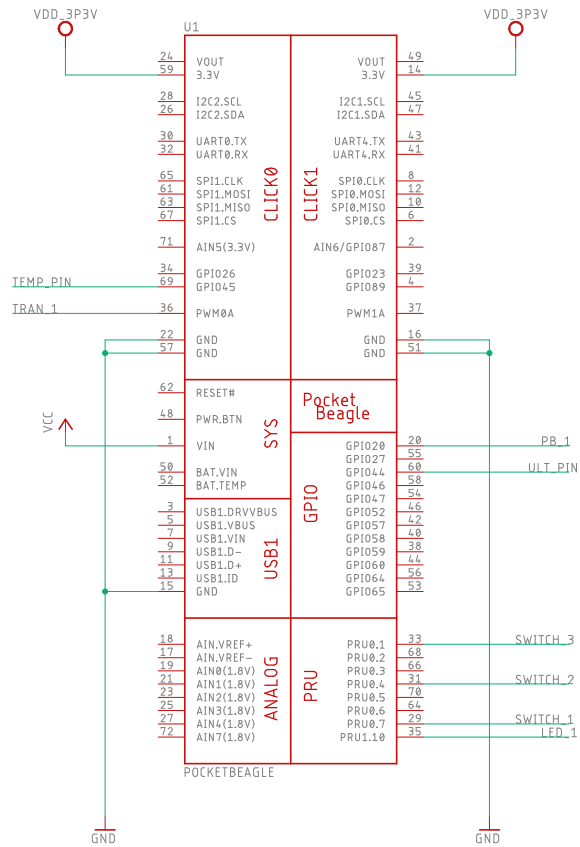 VDD_3P3V
VDD_3P3V
U1
24 VOUT
59 3.3V
28 I2C2.SCL
26 I2C2.SDA
30 UART0.TX
32 UART0.RX
65 SPI1.CLK
61 SPI1.MOSI
63 SPI1.MISO
67 SPI1.CS
71 AIN5(3.3V)
34 GPIO26
TEMP_PIN 69 GPIO45
TRAN_1 36 PWM0A
22 GND
57 GND
CLICK0
CLICK1
VOUT 49
3.3V 14
I2C1.SCL 45
I2C1.SDA 47
UART4.TX 43
UART4.RX 41
SPI0.CLK 8
SPI0.MOSI 12
SPI0.MISO 10
SPI0.CS 6
AIN6/GPIO87 2
GPIO23 39
GPIO89 4
PWM1A 37
GND 16
GND 51
62 RESET#
48 PWR.BTN
VCC
1 VIN
50 BAT.VIN
52 BAT.TEMP
SYS
Pocket
Beagle
3 USB1.DRVVBUS
5 USB1.VBUS
7 USB1.VIN
9 USB1.D-
11 USB1.D+
13 USB1.ID
15 GND
USB1
GPIO
GPIO20 20 PB_1
GPIO27 55
GPIO44 60 ULT_PIN
GPIO46 58
GPIO47 54
GPIO52 46
GPIO57 42
GPIO58 40
GPIO59 38
GPIO60 44
GPIO64 56
GPIO65 53
18 AIN.VREF+
17 AIN.VREF-
19 AIN0(1.8V)
21 AIN1(1.8V)
23 AIN2(1.8V)
25 AIN3(1.8V)
27 AIN4(1.8V)
72 AIN7(1.8V)
ANALOG
PRU
PRU0.1 33 SWITCH_3
PRU0.2 68
PRU0.3 66
PRU0.4 31 SWITCH_2
PRU0.5 70
PRU0.6 64
PRU0.7 29 SWITCH_1
PRU1.10 35 LED_1
POCKETBEAGLE
GND
GND